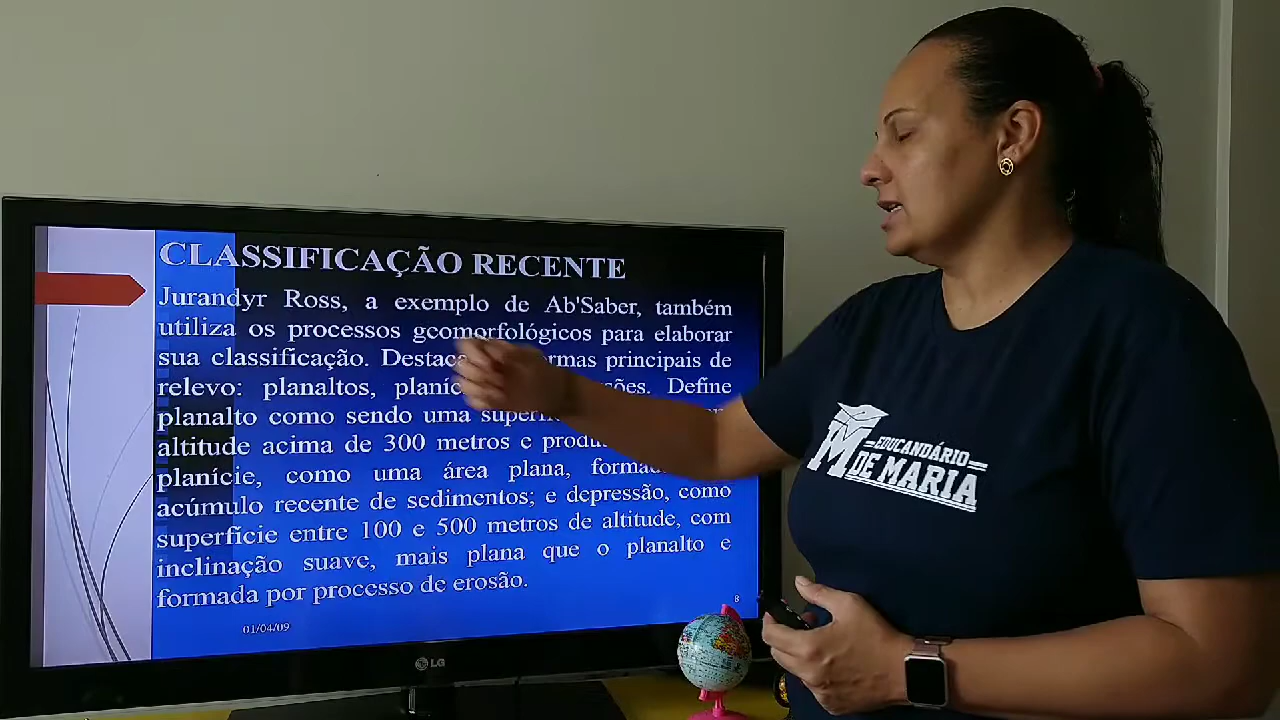 CLASSIFICAÇÃO RECENTE
Jurandyr Ross, a exemplo de Ab'Saber, também
utiliza os processos geomorfológicos para elaborar
sua classificação. principais de
relevo: planaltos, Define
planalto como sendo uma
altitude acima de 300 metros e
planície, como uma área plana,
acúmulo recente de sedimentos; e depressão, como
superfície entre 100 e 500 metros de altitude, com
inclinação suave, mais plana que o planalto e
formada por processo de erosão.
8
01/04/09
LG
EDUCANDÁRIO
M DE MARIA